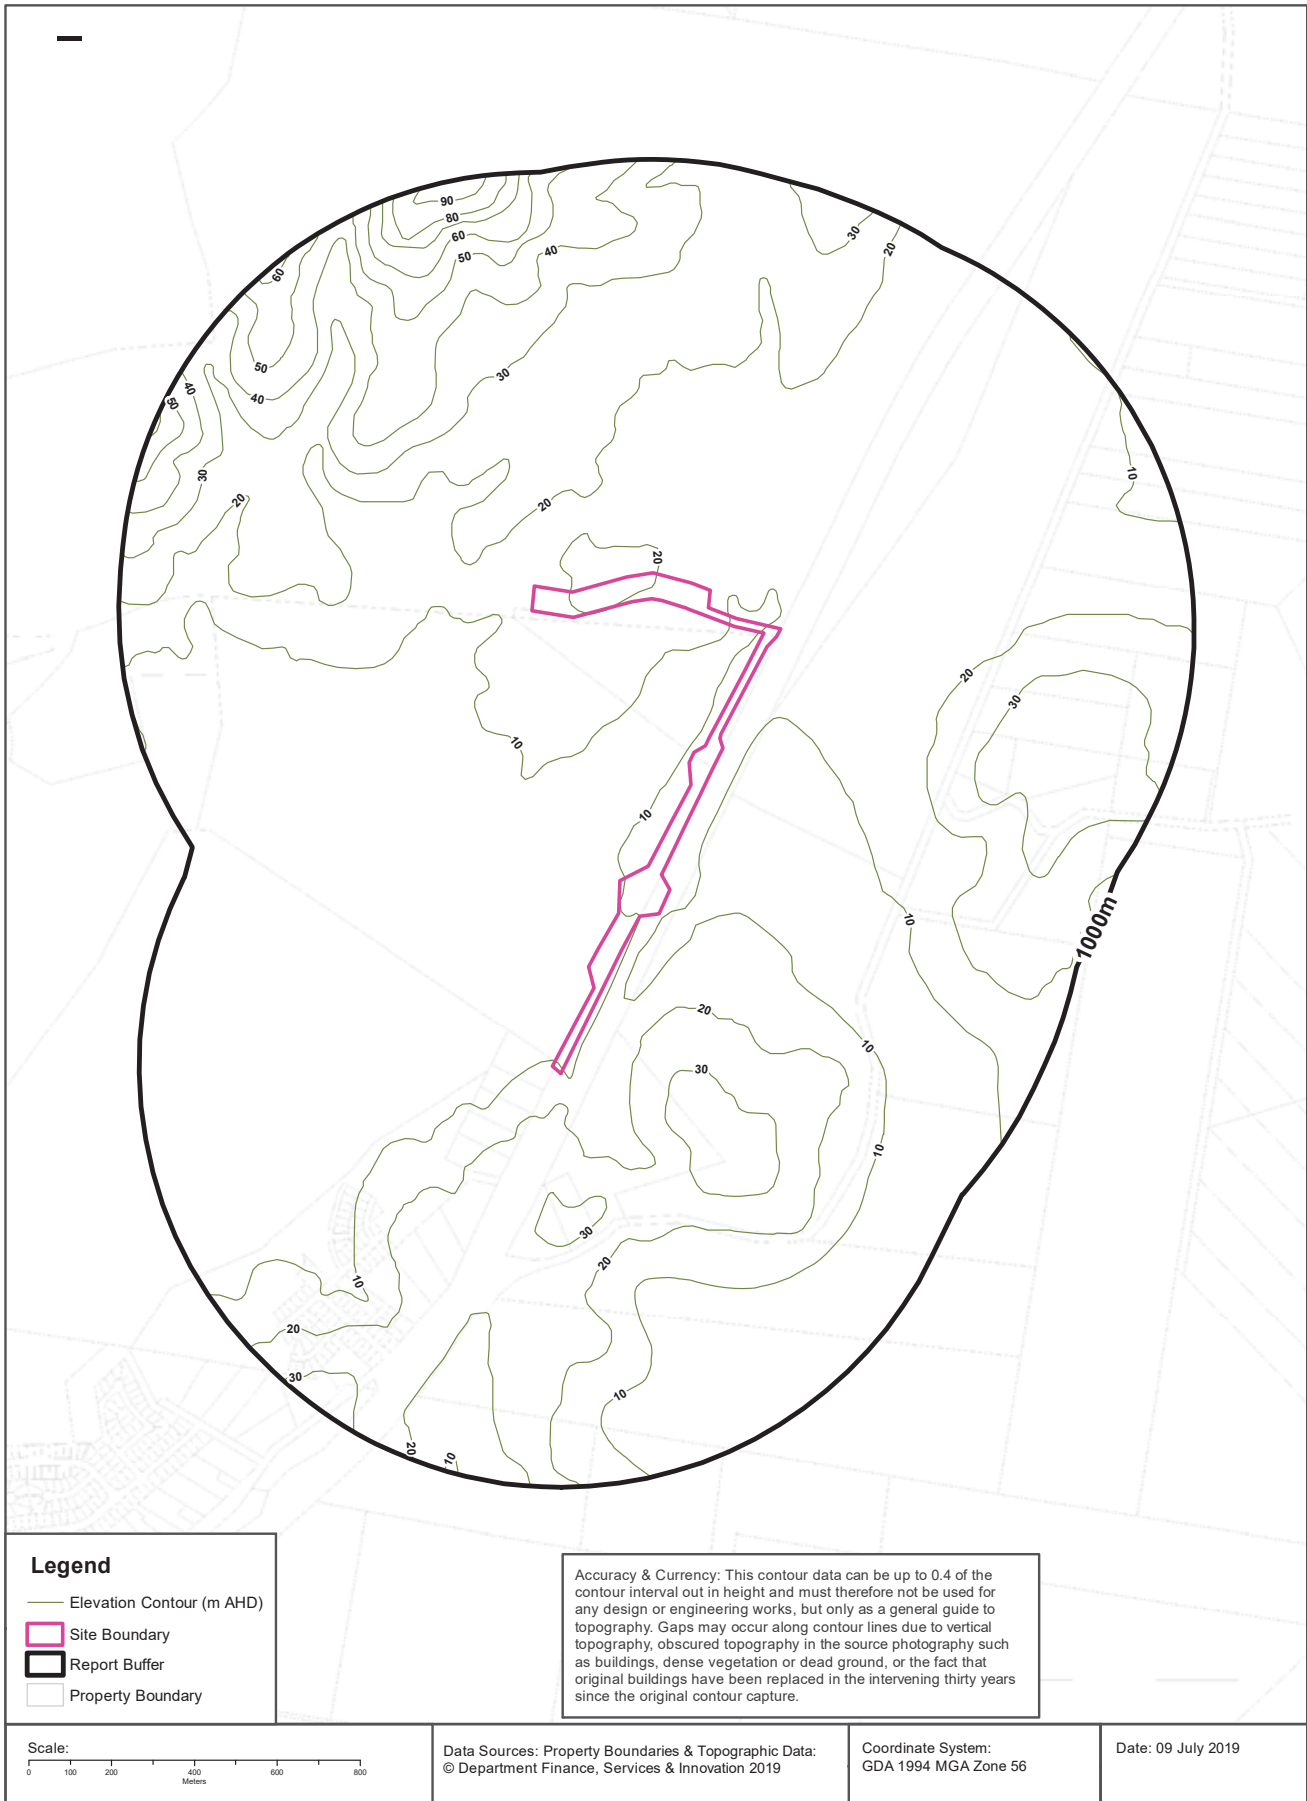 90
80
60
50
40
30
20
60
50
40
40
50
30
20
30
20
20
10
20
30
10
10
10
1000m
20
10
30
10
30
20
10
20
30
10
20
10
Legend
Elevation Contour (m AHD)
Site Boundary
Report Buffer
Property Boundary
Accuracy & Currency: This contour data can be up to 0.4 of the
contour interval out in height and must therefore not be used for
any design or engineering works, but only as a general guide to
topography. Gaps may occur along contour lines due to vertical
topography, obscured topography in the source photography such
as buildings, dense vegetation or dead ground, or the fact that
original buildings have been replaced in the intervening thirty years
since the original contour capture.
Scale:
0 100 200 400 600 800
Meters
Data Sources: Property Boundaries & Topographic Data:
© Department Finance, Services & Innovation 2019
Coordinate System:
GDA 1994 MGA Zone 56
Date: 09 July 2019